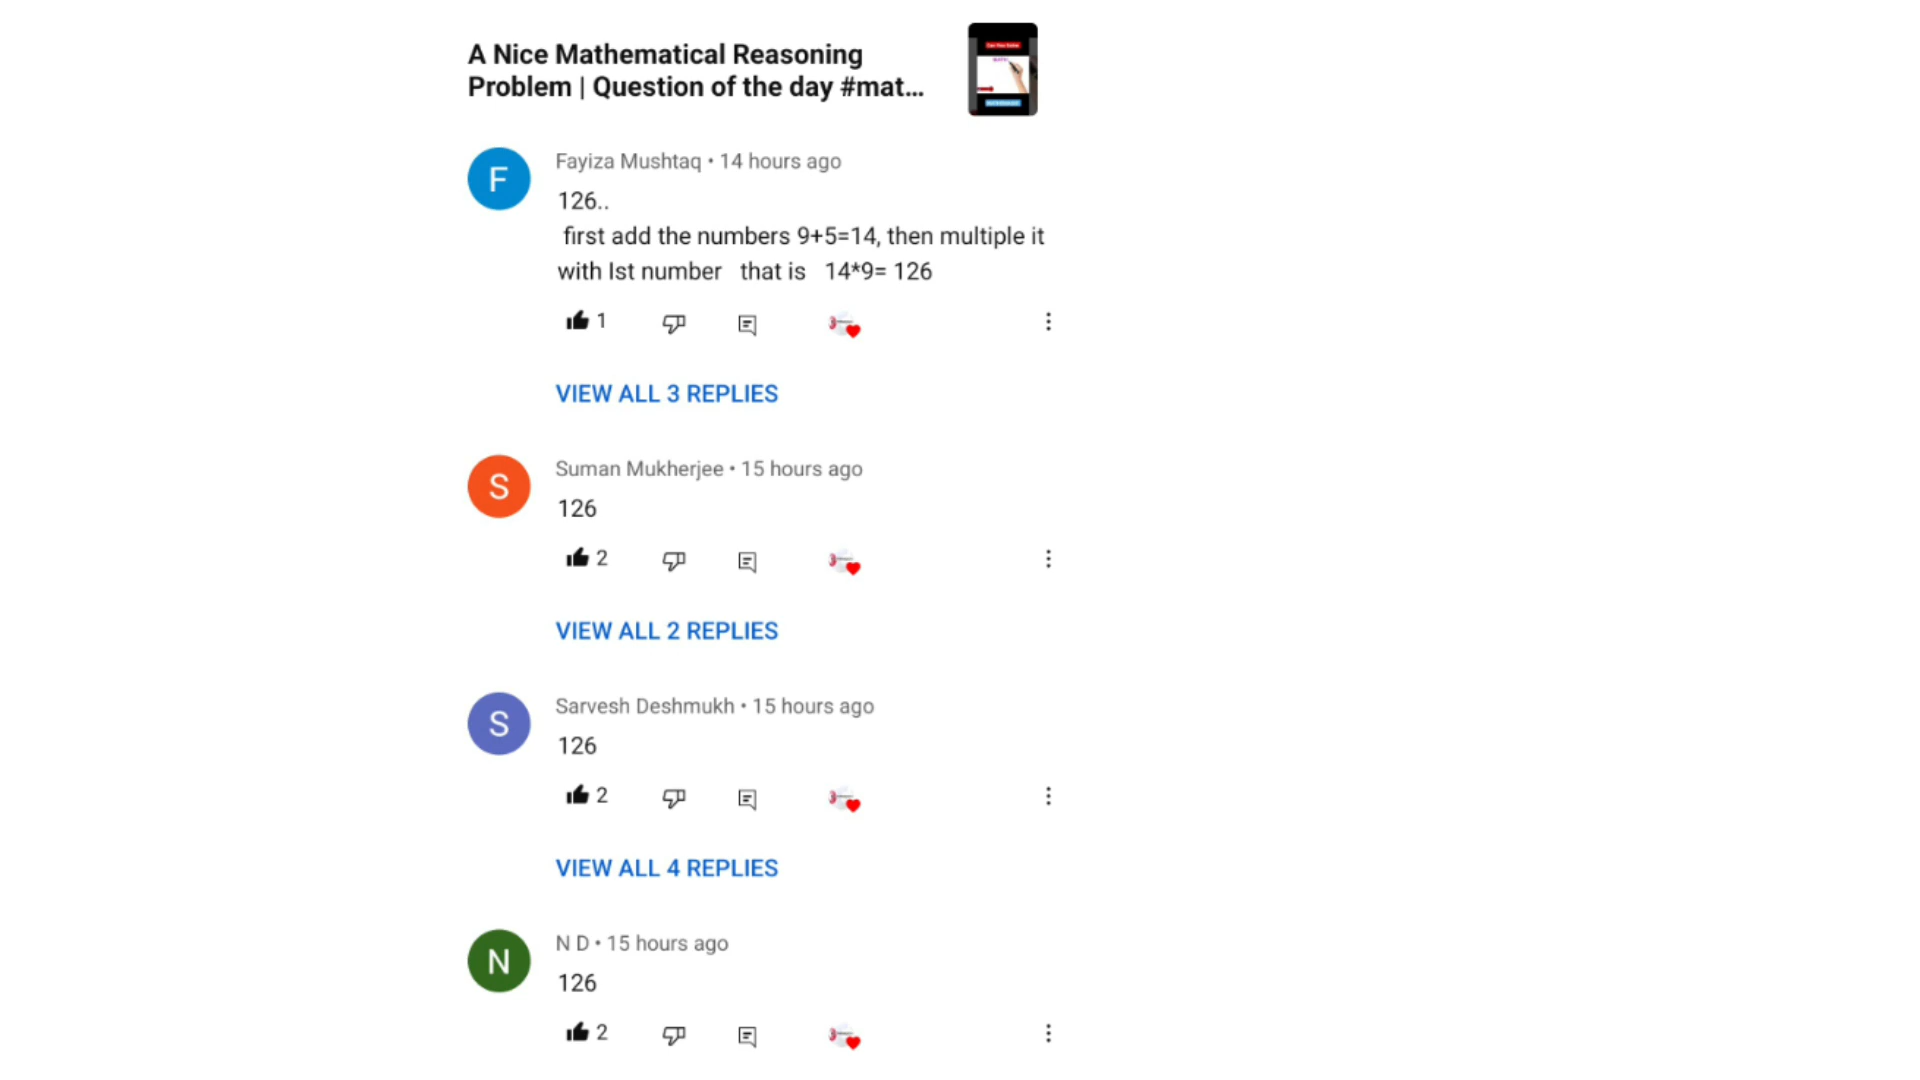 A Nice Mathematical Reasoning
Problem | Question of the day #mat...
F
Fayiza Mushtaq • 14 hours ago
126..
first add the numbers 9+5=14, then multiple it
with Ist number that is 14*9= 126
1
VIEW ALL 3 REPLIES
S
Suman Mukherjee • 15 hours ago
126
2
VIEW ALL 2 REPLIES
S
Sarvesh Deshmukh • 15 hours ago
126
2
VIEW ALL 4 REPLIES
N
N D • 15 hours ago
126
2